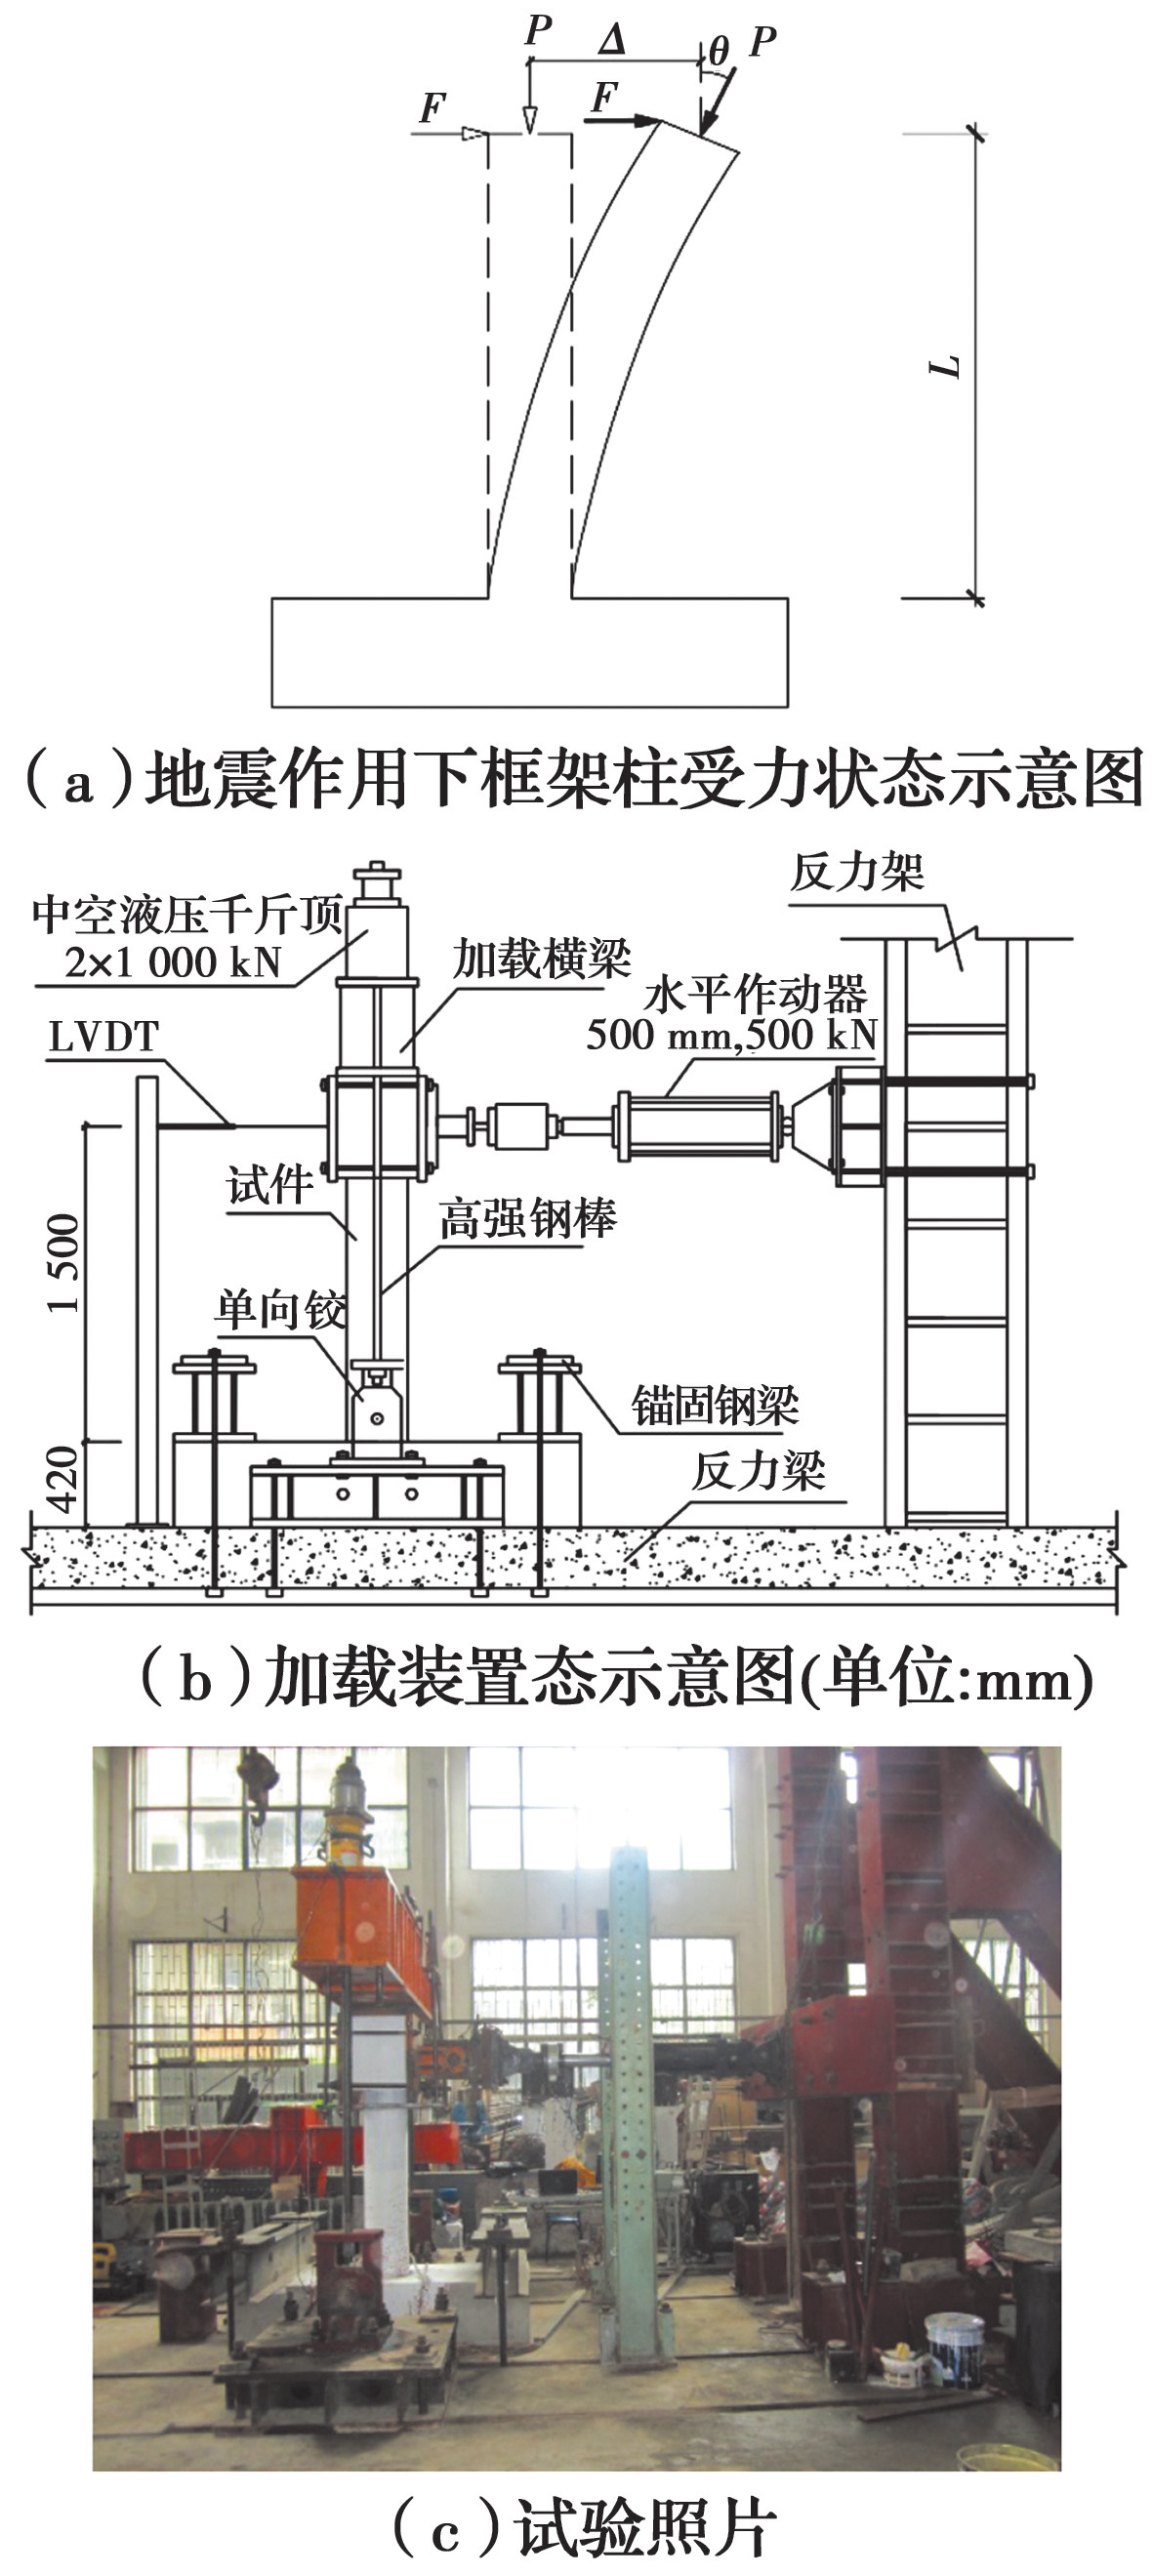 P
Δ
θ
P
F
F
L
(a)地震作用下框架柱受力状态示意图
反力架
中空液压千斤顶
2×1 000 kN
加载横梁
水平作动器
500 mm,500 kN
LVDT
试件
高强钢棒
1 500
单向铰
锚固钢梁
420
反力梁
(b)加载装置态示意图(单位:mm)
(c)试验照片